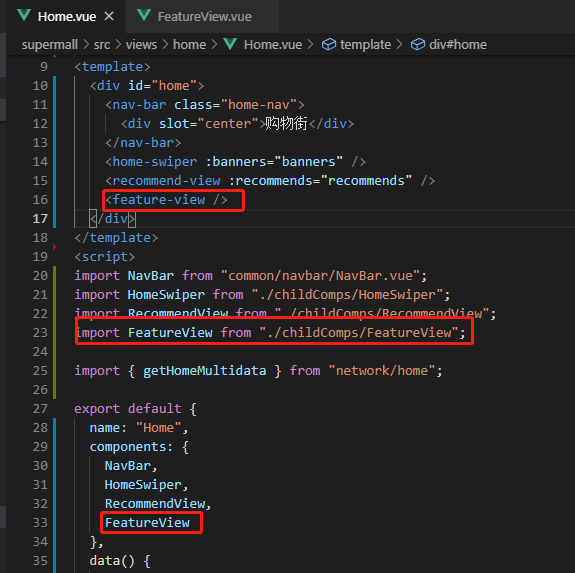 Home.vue
FeatureView.vue
supermall > src > views > home > Home.vue > template > div#home
9 <template>
10 <div id="home">
11 <nav-bar class="home-nav">
12 <div slot="center">购物街</div>
13 </nav-bar>
14 <home-swiper :banners="banners" />
15 <recommend-view :recommends="recommends" />
16 <feature-view />
17 </div>
18 </template>
19 <script>
20 import NavBar from "common/navbar/NavBar.vue";
21 import HomeSwiper from "./childComps/HomeSwiper";
22 import RecommendView from "./childComps/RecommendView";
23 import FeatureView from "./childComps/FeatureView";
24
25 import { getHomeMultidata } from "network/home";
26
27 export default {
28 name: "Home",
29 components: {
30 NavBar,
31 HomeSwiper,
32 RecommendView,
33 FeatureView
34 },
35 data() {